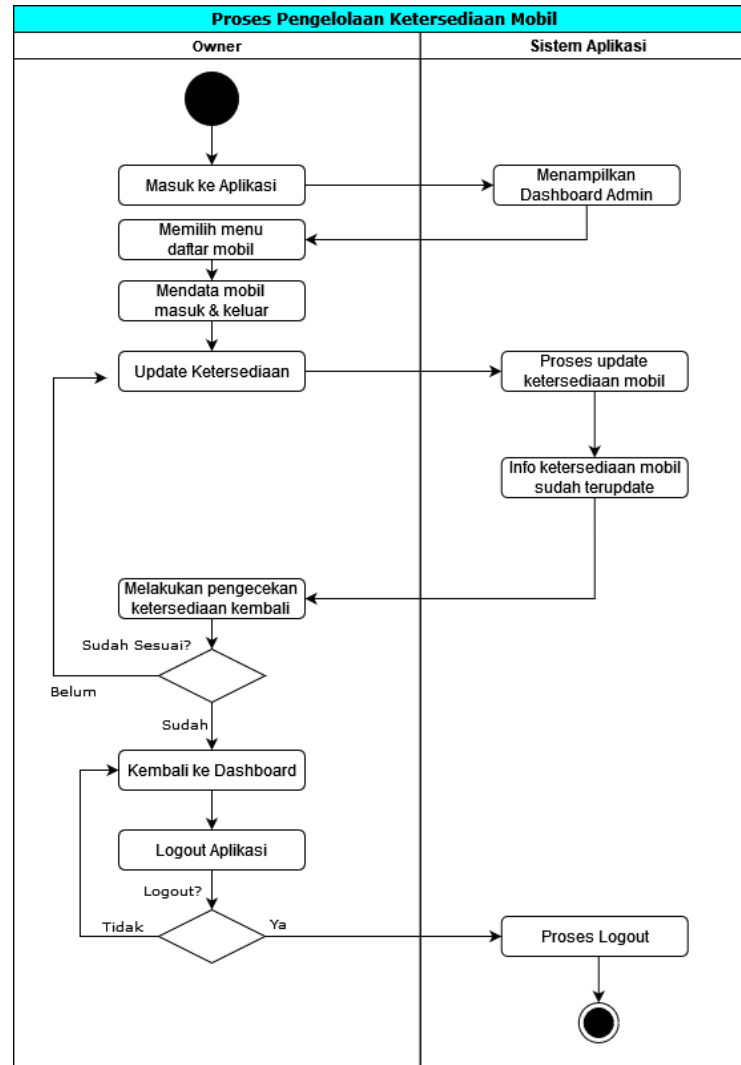 Proses Pengelolaan Ketersediaan Mobil
Owner
Sistem Aplikasi
Masuk ke Aplikasi
Menampilkan
Dashboard Admin
Memilih menu
daftar mobil
Mendata mobil
masuk & keluar
Update Ketersediaan
Proses update
ketersediaan mobil
Info ketersediaan mobil
sudah terupdate
Melakukan pengecekan
ketersediaan kembali
Sudah Sesuai?
Belum
Sudah
Kembali ke Dashboard
Logout Aplikasi
Logout?
Tidak
Ya
Proses Logout